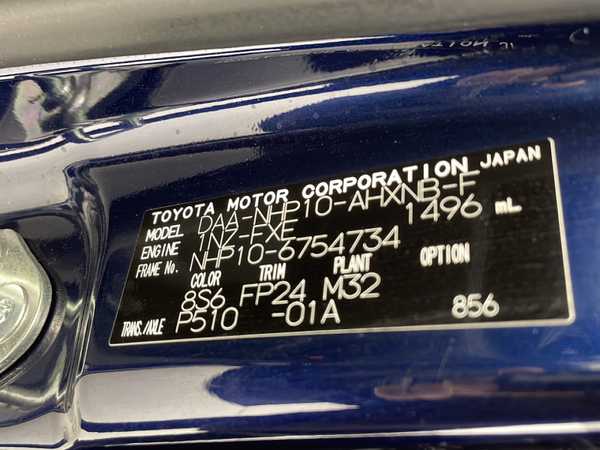 TOYOTA MOTOR CORPORATION JAPAN
MODEL DAA-NHP10-AHXNB-F
ENGINE 1NZ-FXE 1496 mL
FRAME No. NHP10-6754734
COLOR TRIM PLANT OPTION
8S6 FP24 M32
TRANS./AXLE P510 -01A 856